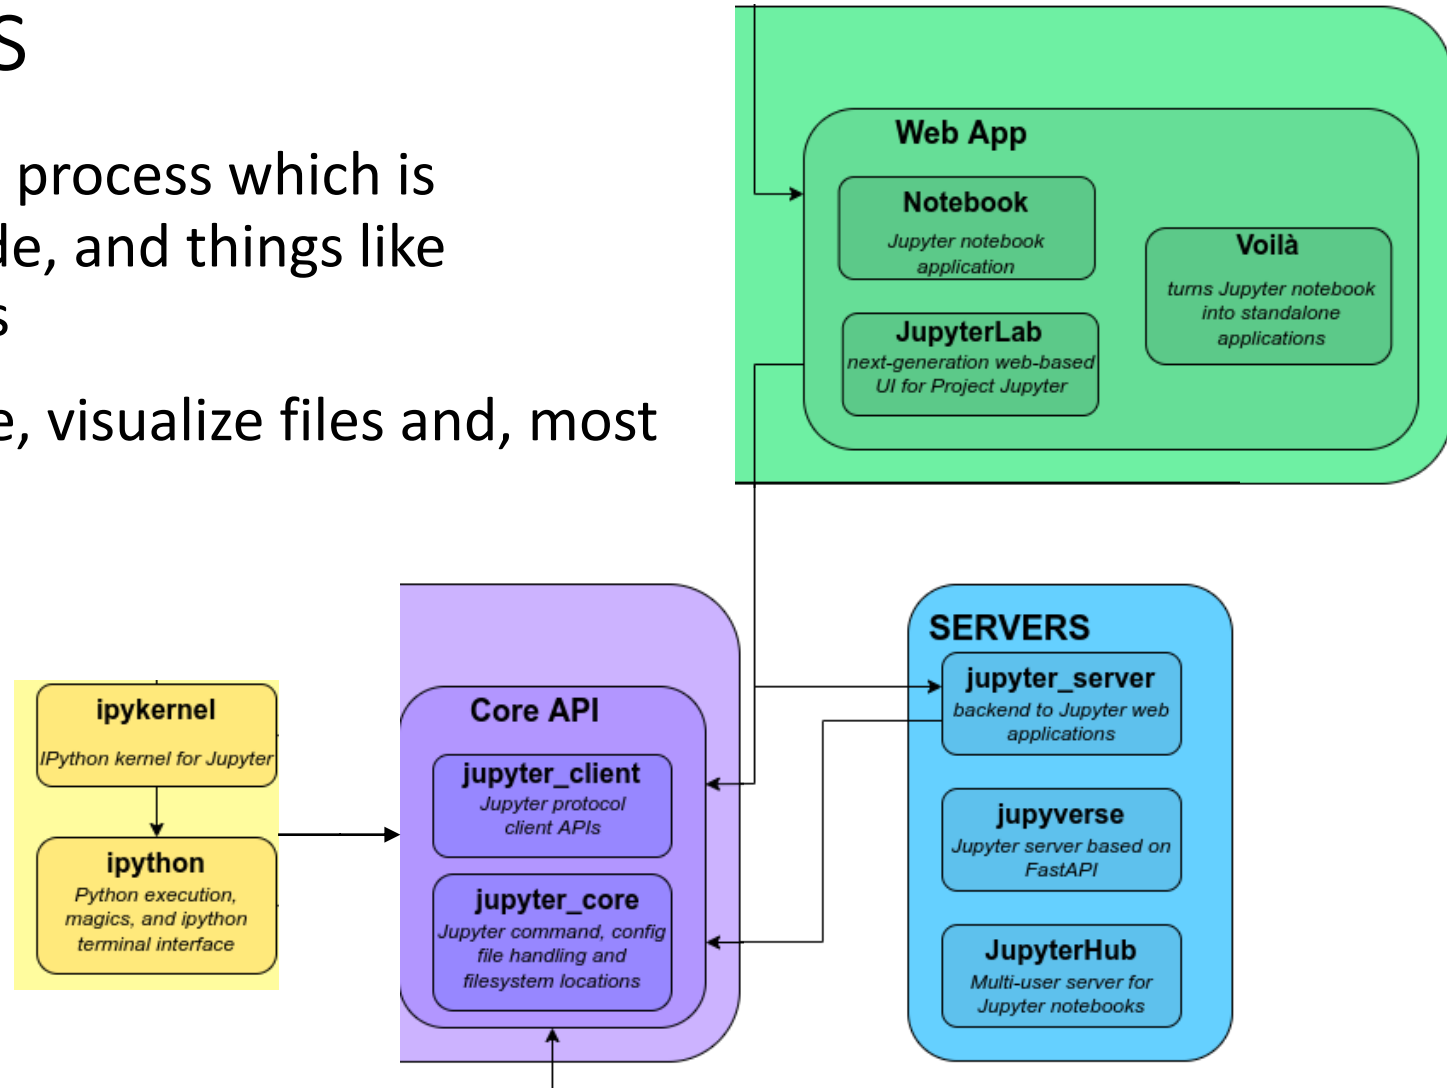 S
process which is
de, and things like
s
e, visualize files and, most
Web App
Notebook
Jupyter notebook
application
Voilà
turns Jupyter notebook
into standalone
applications
JupyterLab
next-generation web-based
UI for Project Jupyter
ipykernel
IPython kernel for Jupyter
ipython
Python execution,
magics, and ipython
terminal interface
Core API
jupyter_client
Jupyter protocol
client APIs
jupyter_core
Jupyter command, config
file handling and
filesystem locations
SERVERS
jupyter_server
backend to Jupyter web
applications
jupyverse
Jupyter server based on
FastAPI
JupyterHub
Multi-user server for
Jupyter notebooks